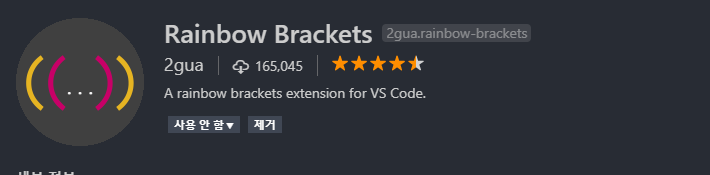 Rainbow Brackets 2gua.rainbow-brackets
2gua 165,045
A rainbow brackets extension for VS Code.
사용 안 함 제거